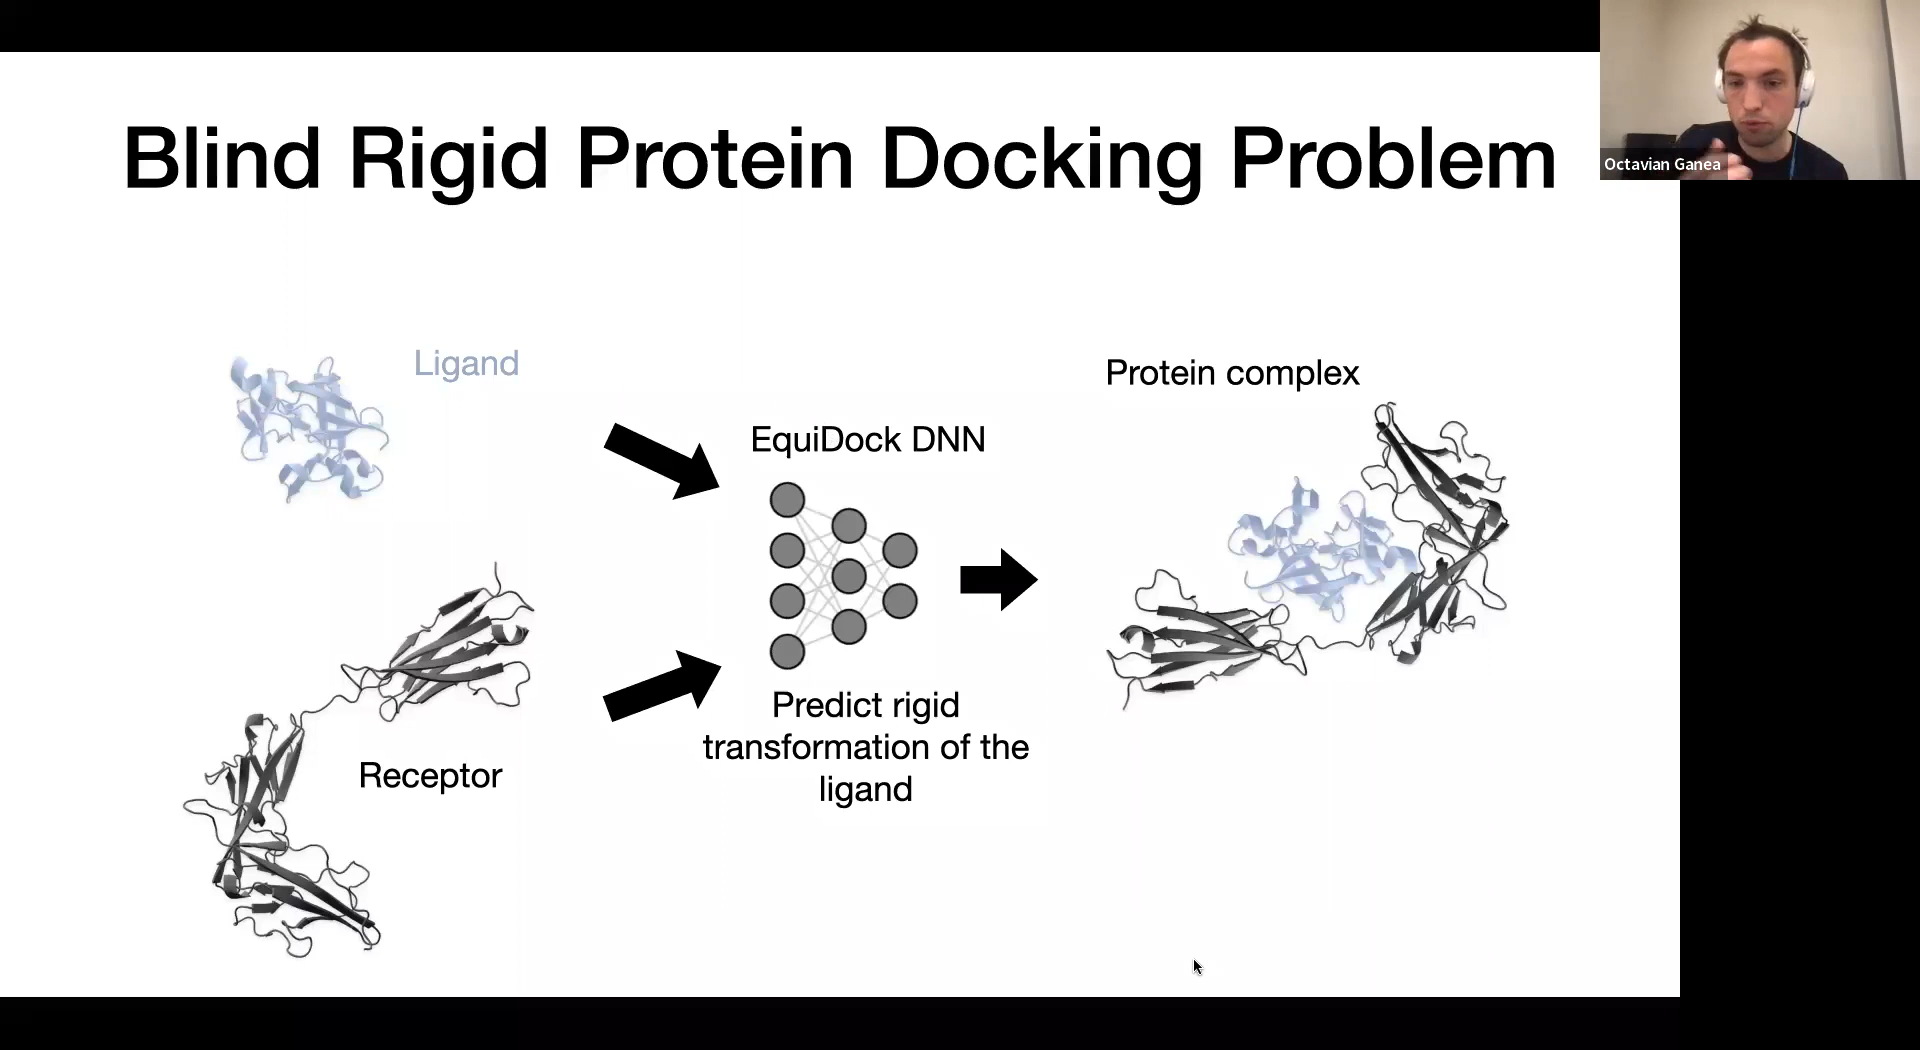 Blind Rigid Protein Docking Problem
Octavian Ganea
Ligand
Protein complex
EquiDock DNN
Predict rigid
transformation of the
ligand
Receptor